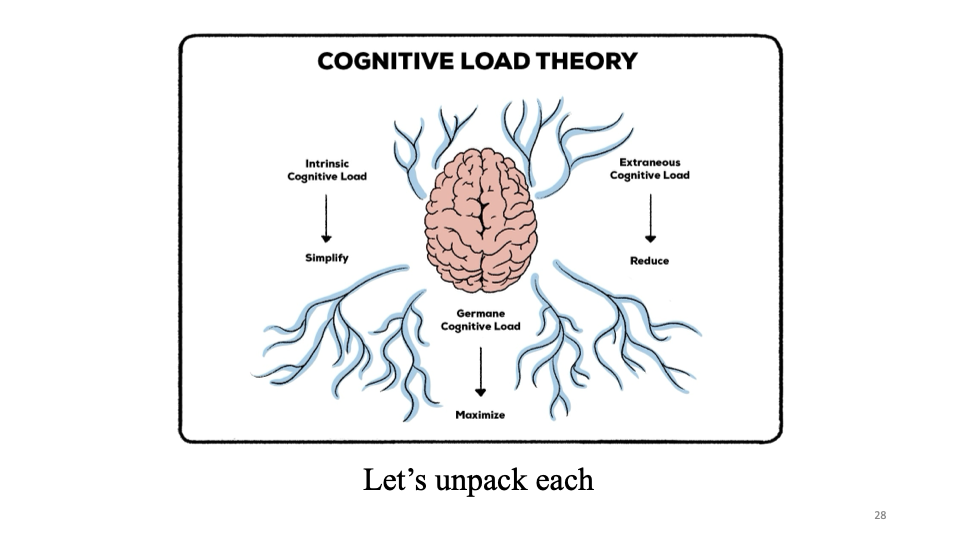 COGNITIVE LOAD THEORY
Intrinsic
Cognitive Load
Simplify
Extraneous
Cognitive Load
Reduce
Germane
Cognitive Load
Maximize
Let’s unpack each
28